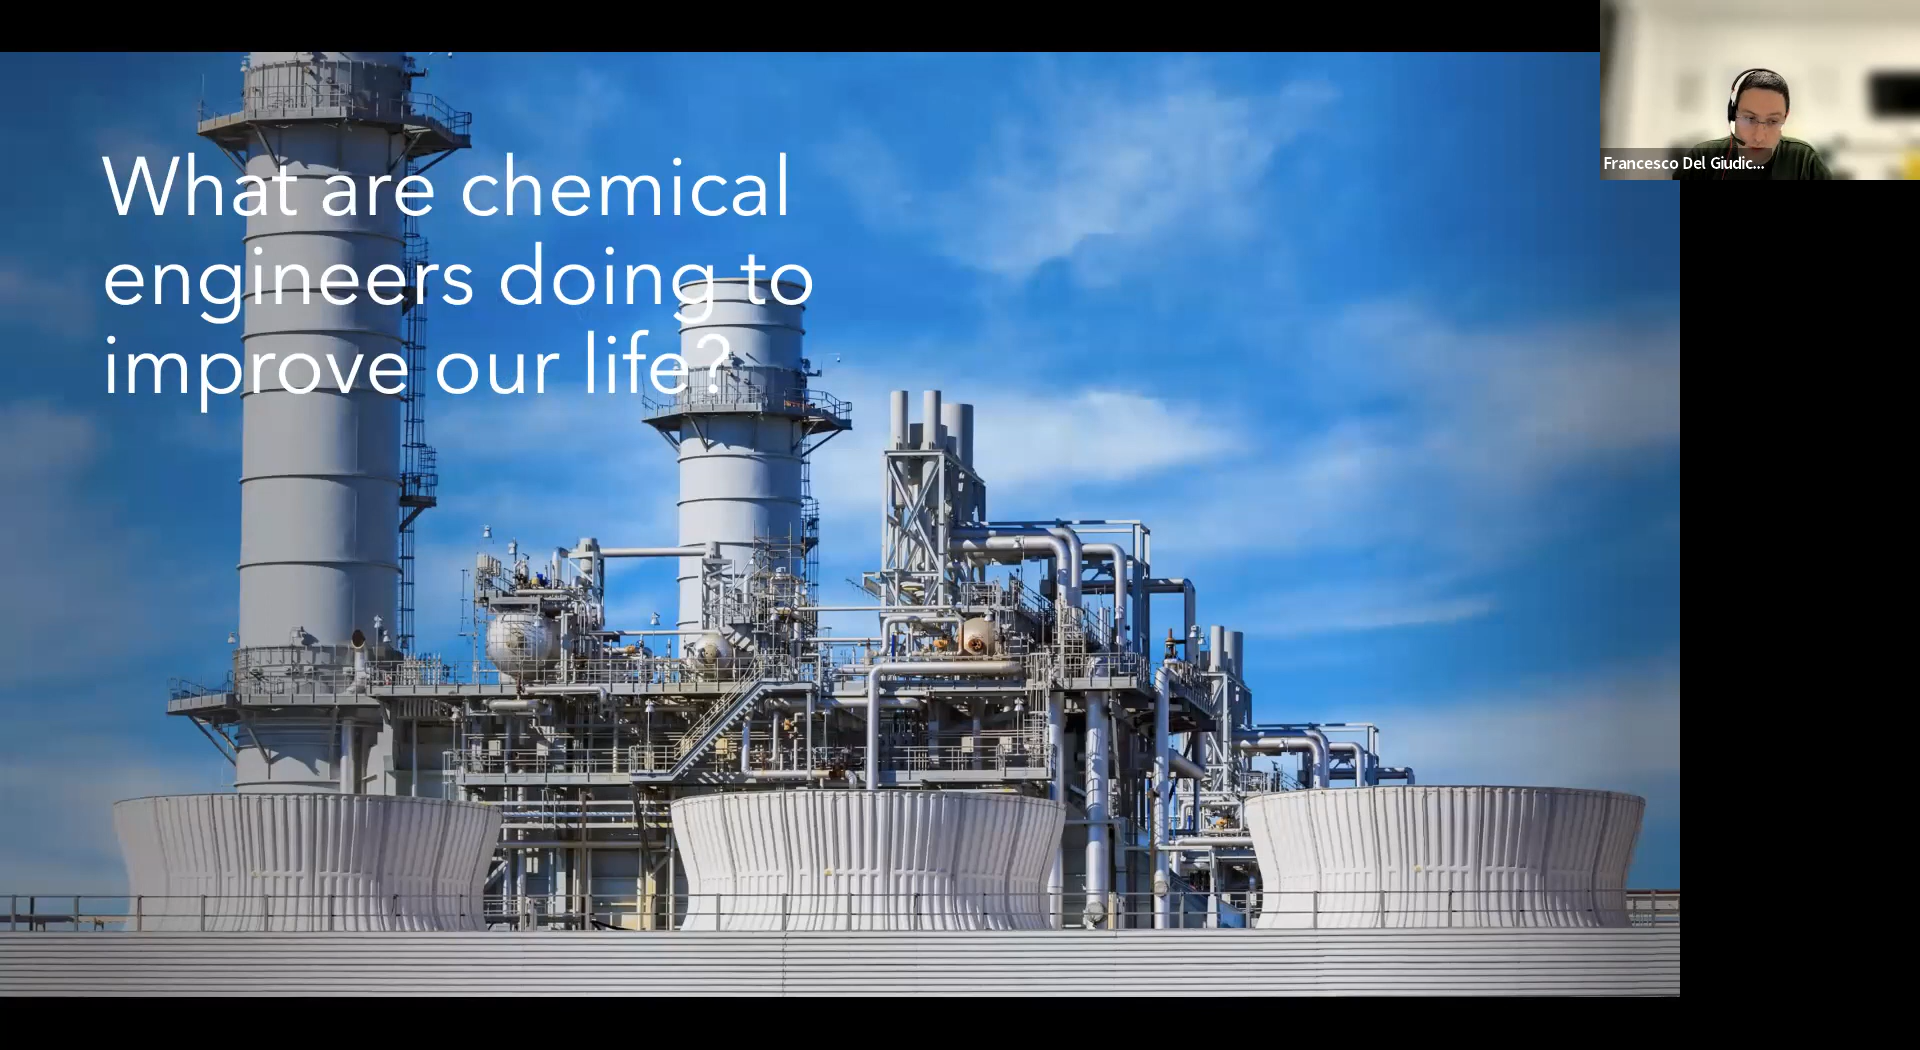 What are chemical
engineers doing to
improve our life?
Francesco Del Giudic...